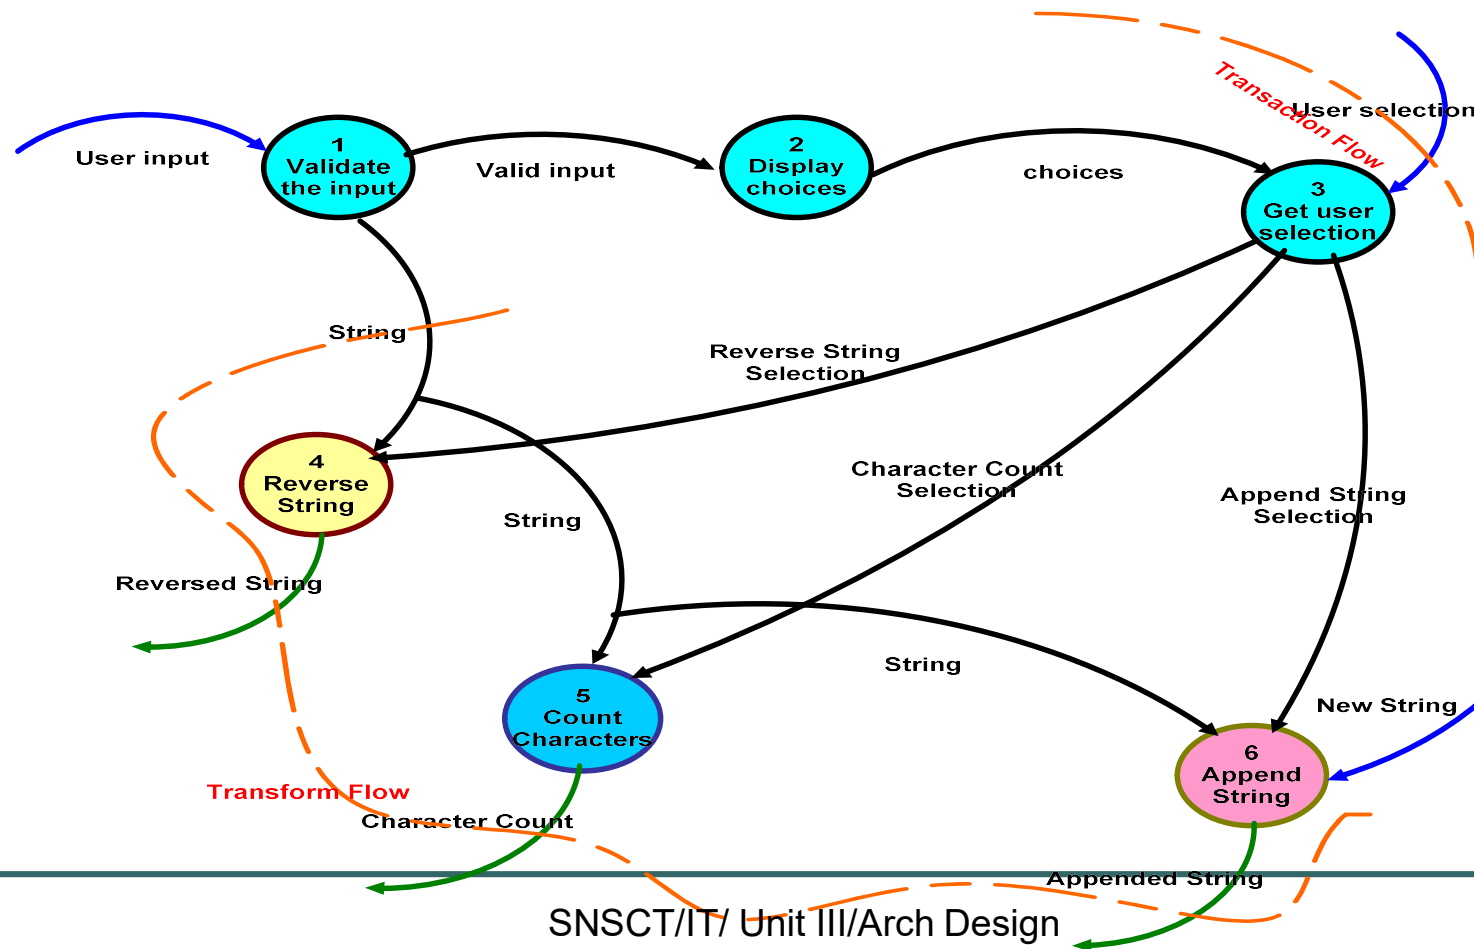 Transaction Flow
User selection
User input
1
Validate
the input
Valid input
2
Display
choices
choices
3
Get user
selection
String
Reverse String
Selection
4
Reverse
String
Character Count
Selection
Append String
Selection
String
Reversed String
String
5
Count
Characters
New String
6
Append
String
Transform Flow
Character Count
Appended String
SNSCT/IT/ Unit III/Arch Design